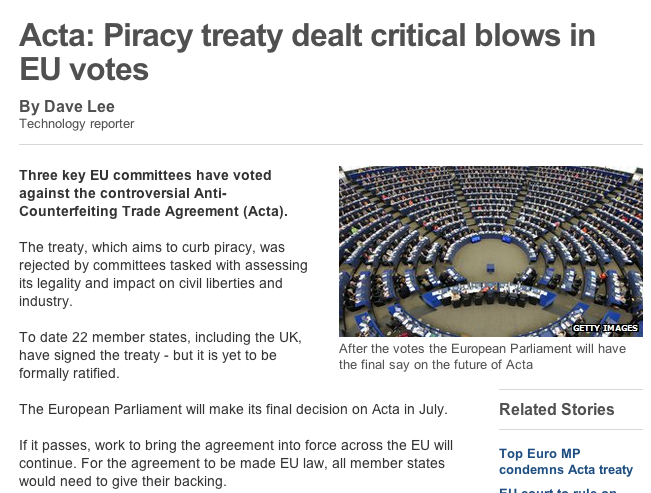 Acta: Piracy treaty dealt critical blows in
EU votes
By Dave Lee
Technology reporter
Three key EU committees have voted
against the controversial Anti-
Counterfeiting Trade Agreement (Acta).
The treaty, which aims to curb piracy, was
rejected by committees tasked with assessing
its legality and impact on civil liberties and
industry.
To date 22 member states, including the UK,
have signed the treaty - but it is yet to be
formally ratified.
GETTY IMAGES
After the votes the European Parliament will have
the final say on the future of Acta
The European Parliament will make its final decision on Acta in July.
If it passes, work to bring the agreement into force across the EU will
continue. For the agreement to be made EU law, all member states
would need to give their backing.
Related Stories
Top Euro MP
condemns Acta treaty
EU court to rule on